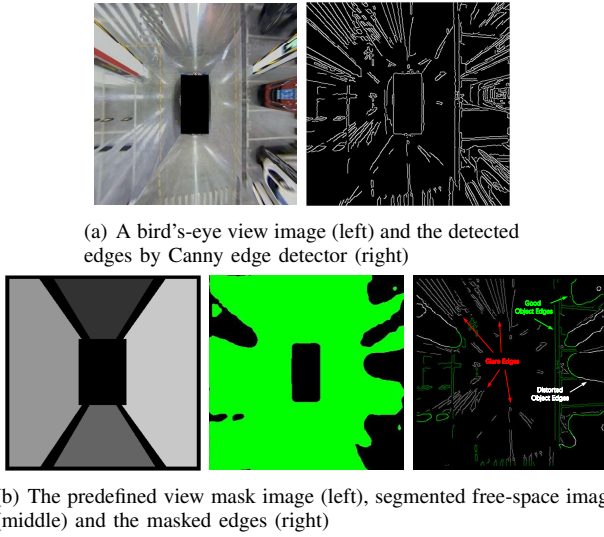 (a) A bird's-eye view image (left) and the detected
edges by Canny edge detector (right)
Good
Object Edges
Glare Edges
Distorted
Object Edges
b) The predefined view mask image (left), segmented free-space imag
(middle) and the masked edges (right)